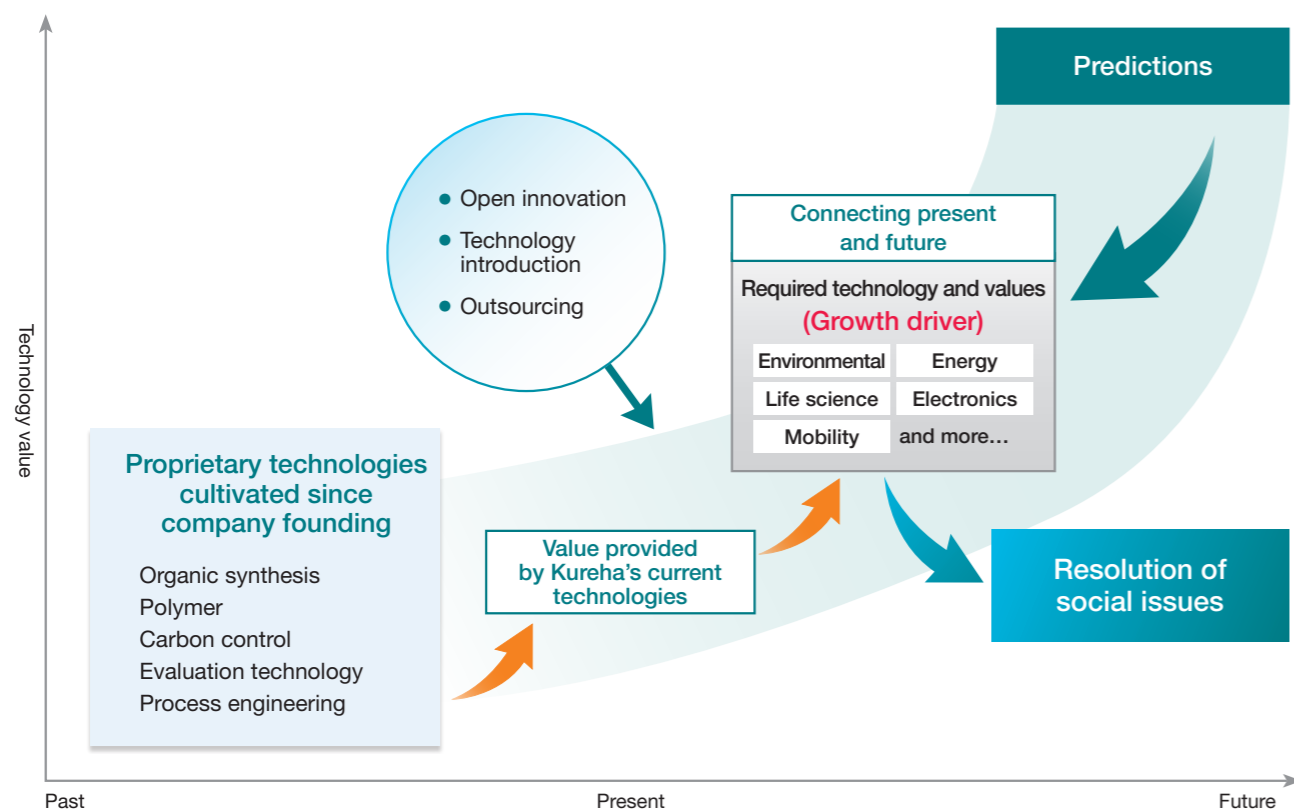 Predictions
Open innovation
Technology
introduction
Outsourcing
Connecting present
and future
Required technology and values
(Growth driver)
Environmental
Energy
Life science
Electronics
Mobility
and more…
Technology value
Proprietary technologies
cultivated since
company founding
Organic synthesis
Polymer
Carbon control
Evaluation technology
Process engineering
Value provided
by Kureha’s current
technologies
Resolution of
social issues
Past
Present
Future